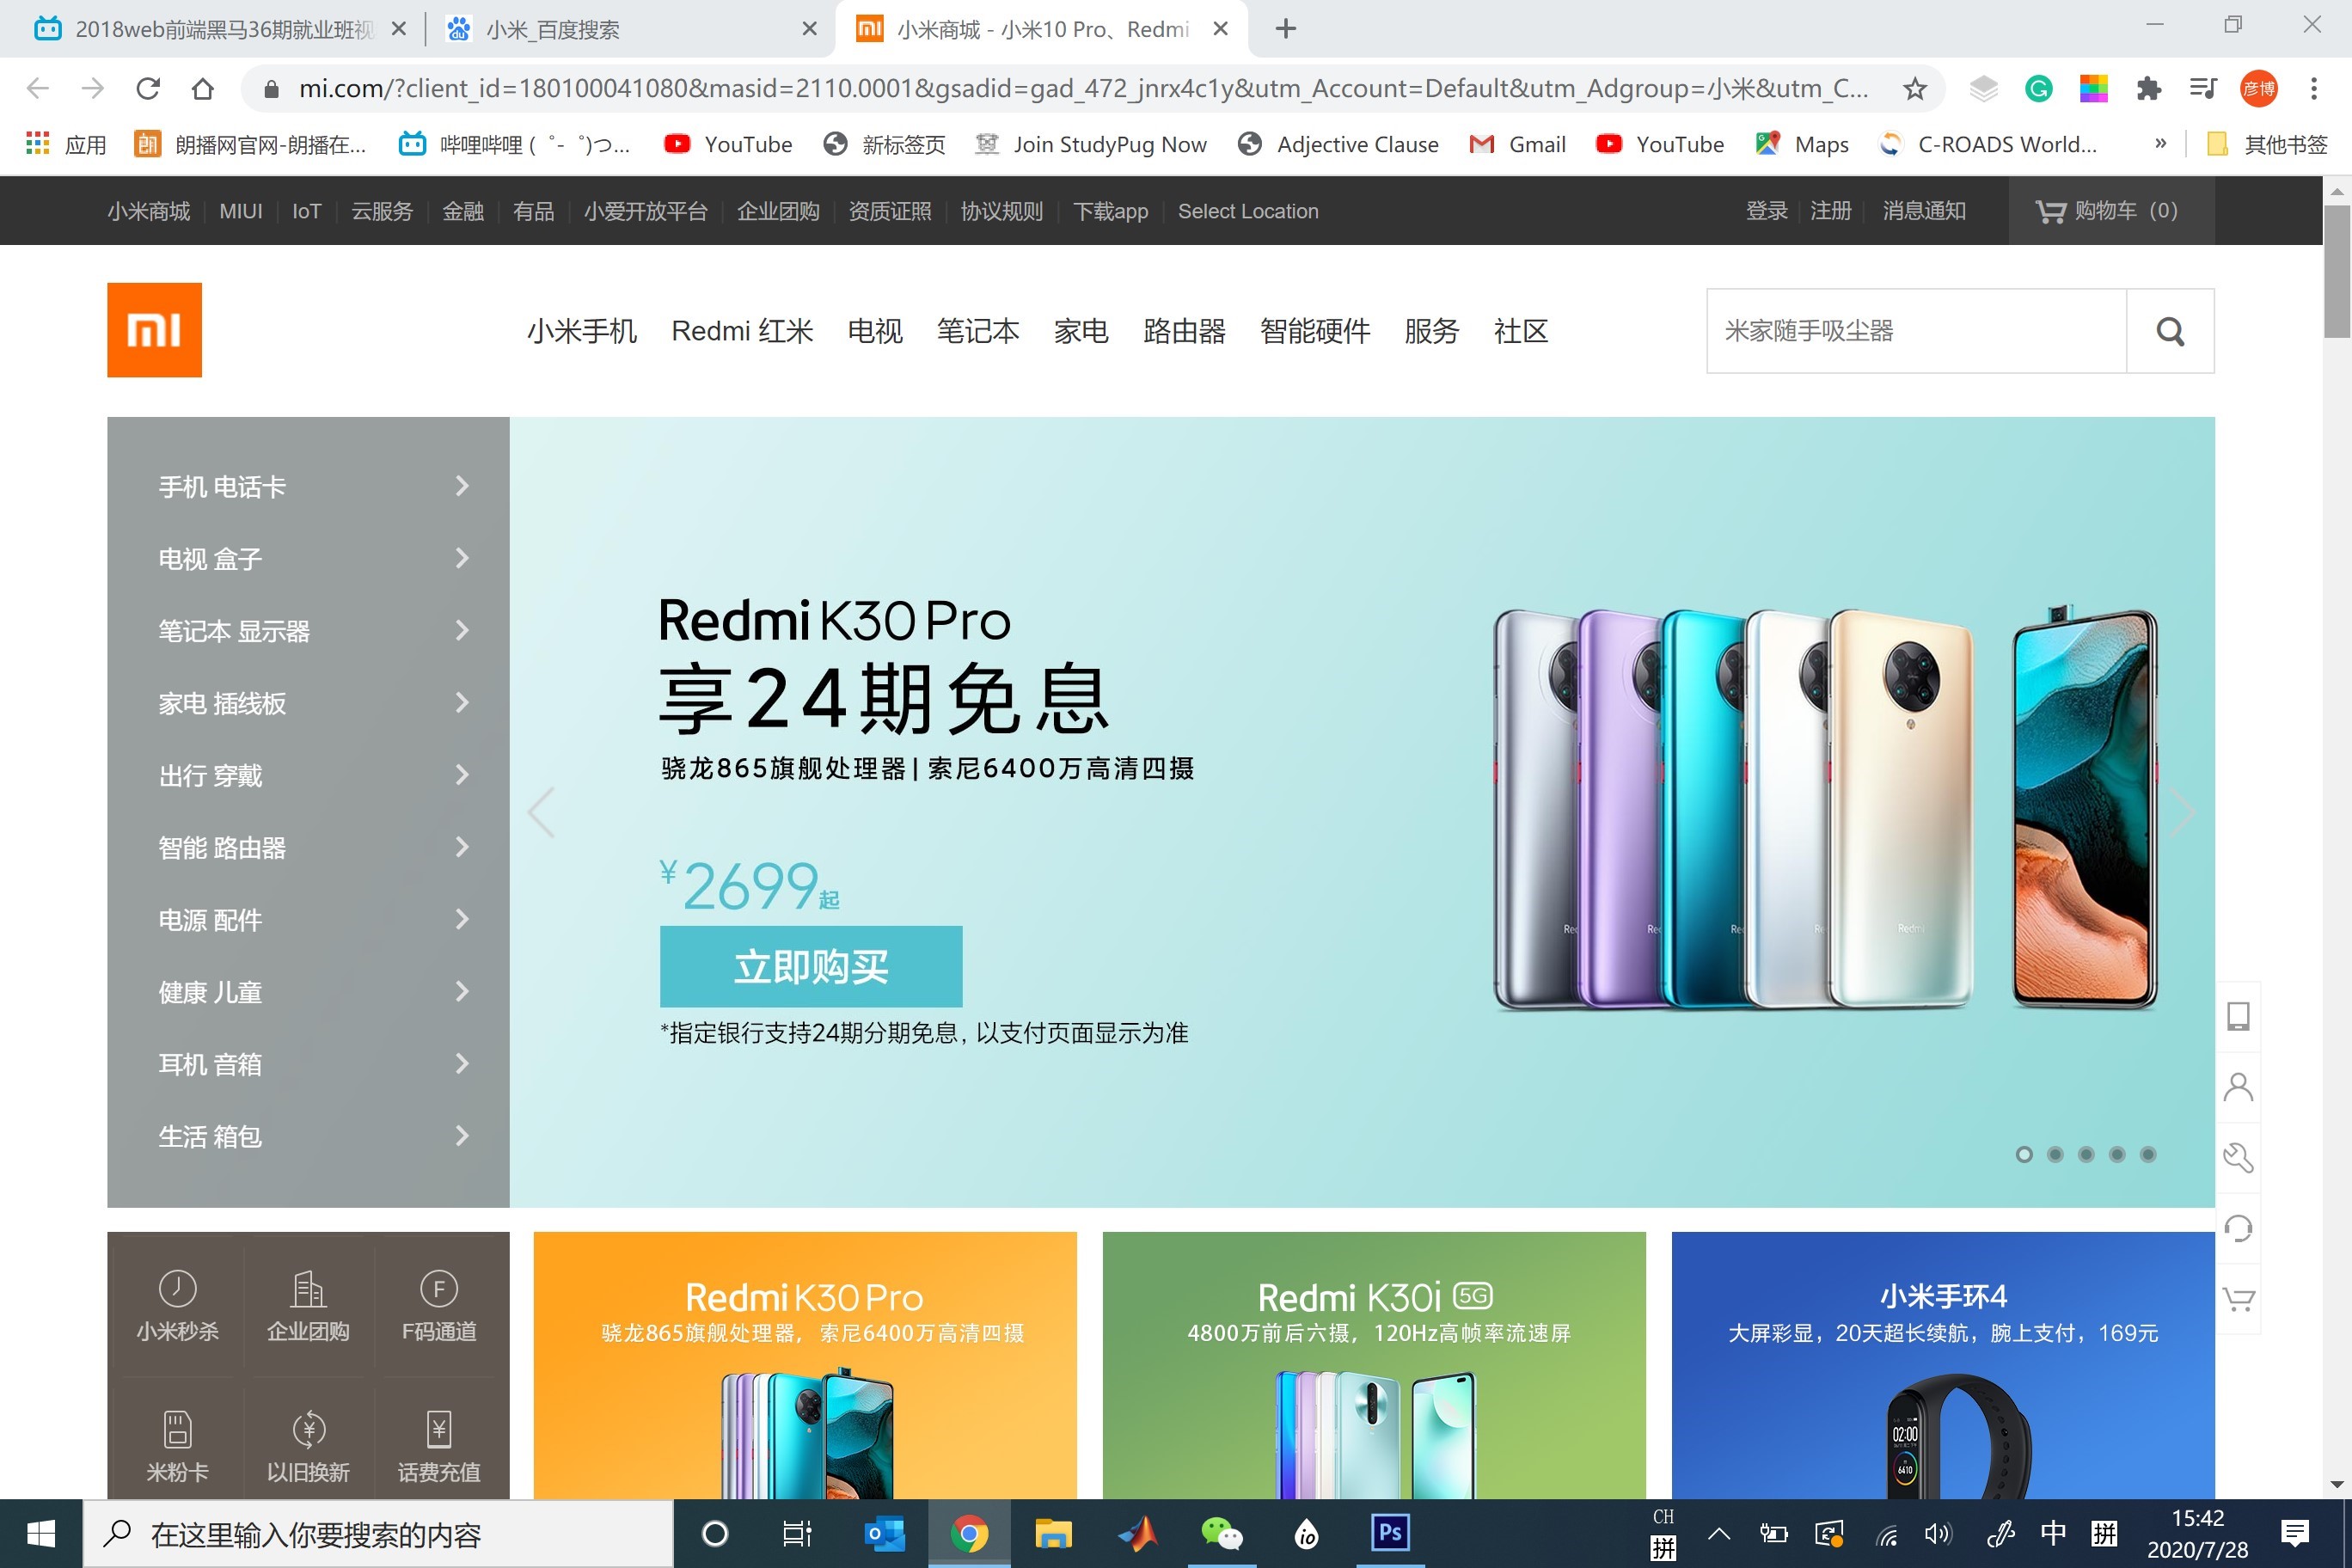 2018web前端黑马36期就业班视
小米_百度搜索
小米商城 - 小米10 Pro、Redmi
mi.com/?client_id=180100041080&masid=2110.0001&gsadid=gad_472_jnrx4c1y&utm_Account=Default&utm_Adgroup=小米&utm_C...
彦博
应用
朗播网官网-朗播在...
哔哩哔哩 (゜-゜)つ...
YouTube
新标签页
Join StudyPug Now
Adjective Clause
Gmail
YouTube
Maps
C-ROADS World...
»
其他书签
小米商城 MIUI IoT 云服务 金融 有品 小爱开放平台 企业团购 资质证照 协议规则 下载app Select Location
登录 注册 消息通知 购物车（0）
小米手机 Redmi 红米 电视 笔记本 家电 路由器 智能硬件 服务 社区
米家随手吸尘器
手机 电话卡
电视 盒子
笔记本 显示器
家电 插线板
出行 穿戴
智能 路由器
电源 配件
健康 儿童
耳机 音箱
生活 箱包
Redmi K30 Pro
享24期免息
骁龙865旗舰处理器|索尼6400万高清四摄
¥2699起
立即购买
*指定银行支持24期分期免息，以支付页面显示为准
Redmi
小米秒杀
企业团购
F码通道
米粉卡
以旧换新
话费充值
Redmi K30 Pro
骁龙865旗舰处理器，索尼6400万高清四摄
Redmi K30i 5G
4800万前后六摄，120Hz高帧率流速屏
小米手环4
大屏彩显，20天超长续航，腕上支付，169元
02:00
6410
在这里输入你要搜索的内容
Ps
CH
拼
中
拼
15:42
2020/7/28